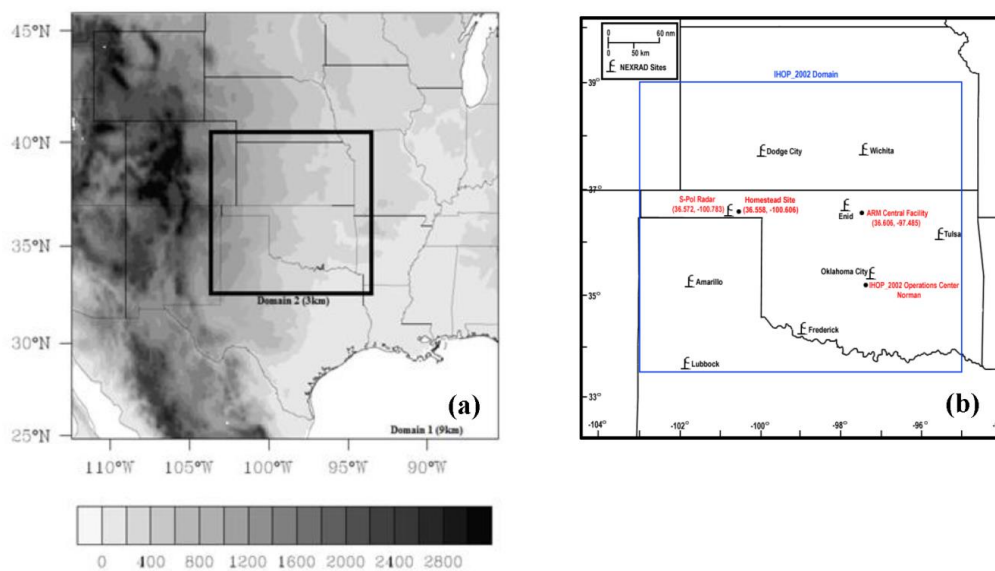 45°N
40°N
35°N
30°N
25°N
Domain 2 (3km)
(a)
Domain 1 (9km)
110°W 105°W 100°W 95°W 90°W
0 400 800 1200 1600 2000 2400 2800
0 60 nm
0 50 km
NEXRAD Sites
IHOP_2002 Domain
39°
Dodge City
Wichita
37°
S-Pol Radar
(36.572, -100.783)
Homestead Site
(36.558, -100.606)
Enid
ARM Central Facility
(36.606, -97.485)
Tulsa
Oklahoma City
Amarillo
IHOP_2002 Operations Center
Norman
35°
Frederick
Lubbock
33°
(b)
-104° -102° -100° -98° -96°